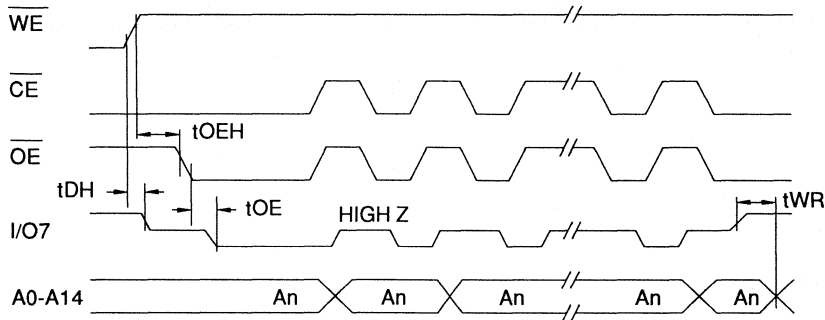 WE
CE
tOEH
OE
tDH
tOE
HIGH Z
tWR
I/O7
A0-A14 An An An An An